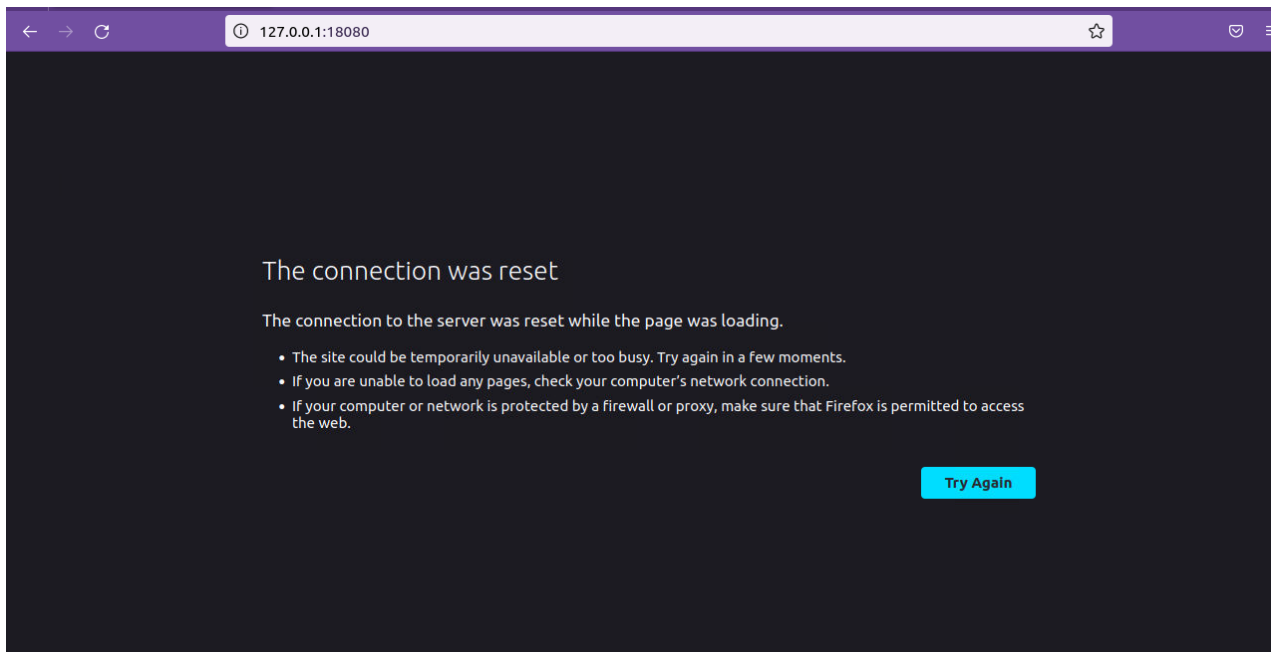 127.0.0.1:18080
The connection was reset
The connection to the server was reset while the page was loading.
• The site could be temporarily unavailable or too busy. Try again in a few moments.
• If you are unable to load any pages, check your computer’s network connection.
• If your computer or network is protected by a firewall or proxy, make sure that Firefox is permitted to access
the web.
Try Again